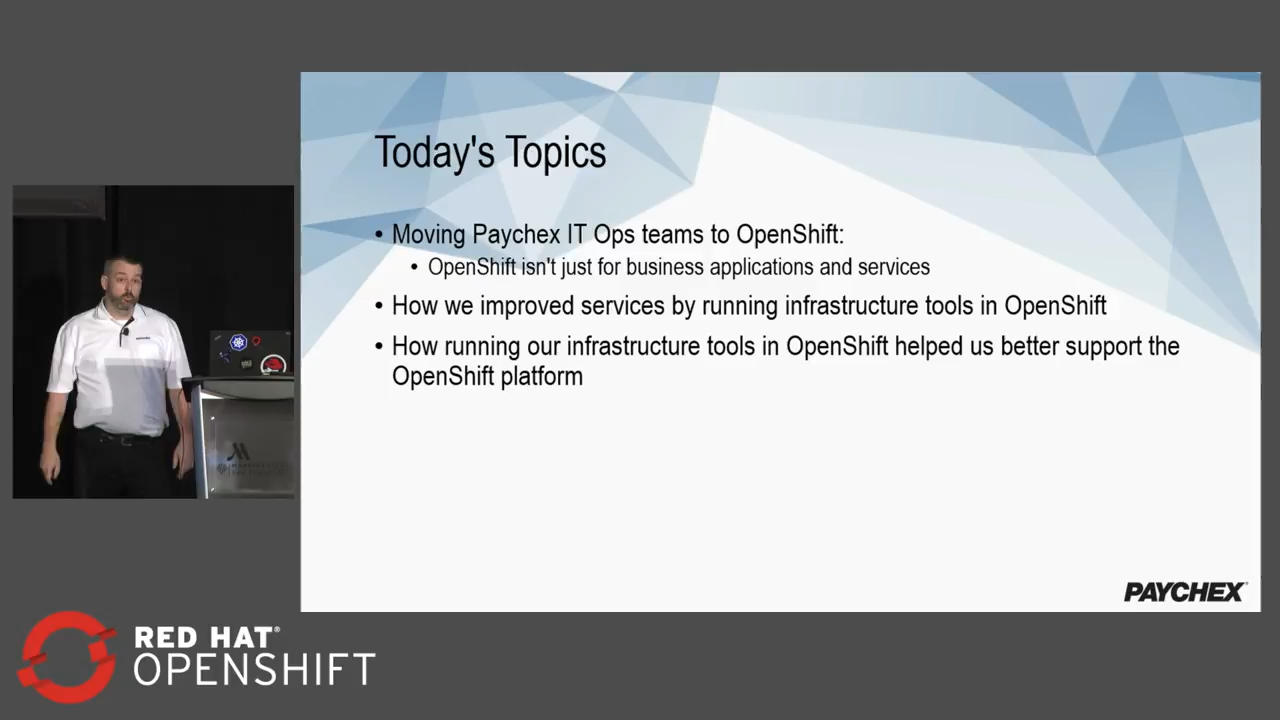 Today's Topics
• Moving Paychex IT Ops teams to OpenShift:
• OpenShift isn't just for business applications and services
• How we improved services by running infrastructure tools in OpenShift
• How running our infrastructure tools in OpenShift helped us better support the
OpenShift platform
PAYCHEX
RED HAT®
OPENSHIFT